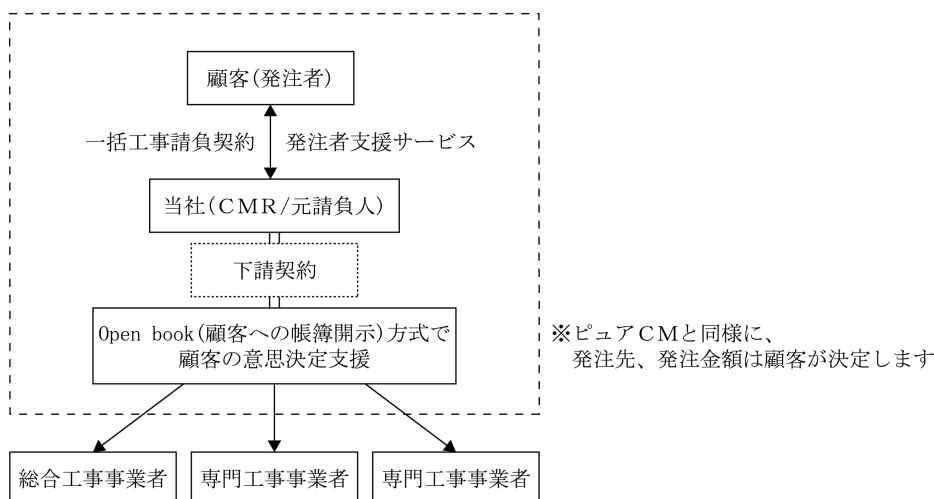 顧客(発注者)
一括工事請負契約
発注者支援サービス
当社(ＣＭＲ/元請負人)
下請契約
Open book(顧客への帳簿開示)方式で
顧客の意思決定支援
※ピュアＣＭと同様に、
発注先、発注金額は顧客が決定します
総合工事事業者
専門工事事業者
専門工事事業者